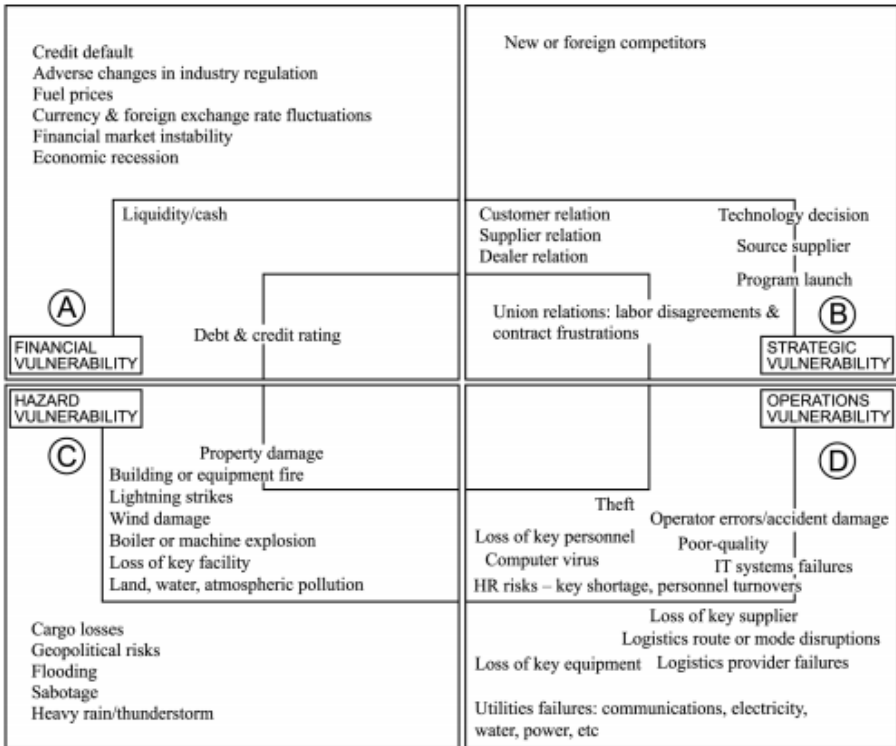 Credit default
Adverse changes in industry regulation
Fuel prices
Currency & foreign exchange rate fluctuations
Financial market instability
Economic recession
Liquidity/cash
Debt & credit rating
A
FINANCIAL
VULNERABILITY
New or foreign competitors
Customer relation
Supplier relation
Dealer relation
Technology decision
Source supplier
Program launch
Union relations: labor disagreements &
contract frustrations
B
STRATEGIC
VULNERABILITY
HAZARD
VULNERABILITY
C
Property damage
Building or equipment fire
Lightning strikes
Wind damage
Boiler or machine explosion
Loss of key facility
Land, water, atmospheric pollution
Cargo losses
Geopolitical risks
Flooding
Sabotage
Heavy rain/thunderstorm
OPERATIONS
VULNERABILITY
D
Theft
Operator errors/accident damage
Loss of key personnel
Poor-quality
Computer virus
IT systems failures
HR risks – key shortage, personnel turnovers
Loss of key supplier
Logistics route or mode disruptions
Loss of key equipment
Logistics provider failures
Utilities failures: communications, electricity,
water, power, etc